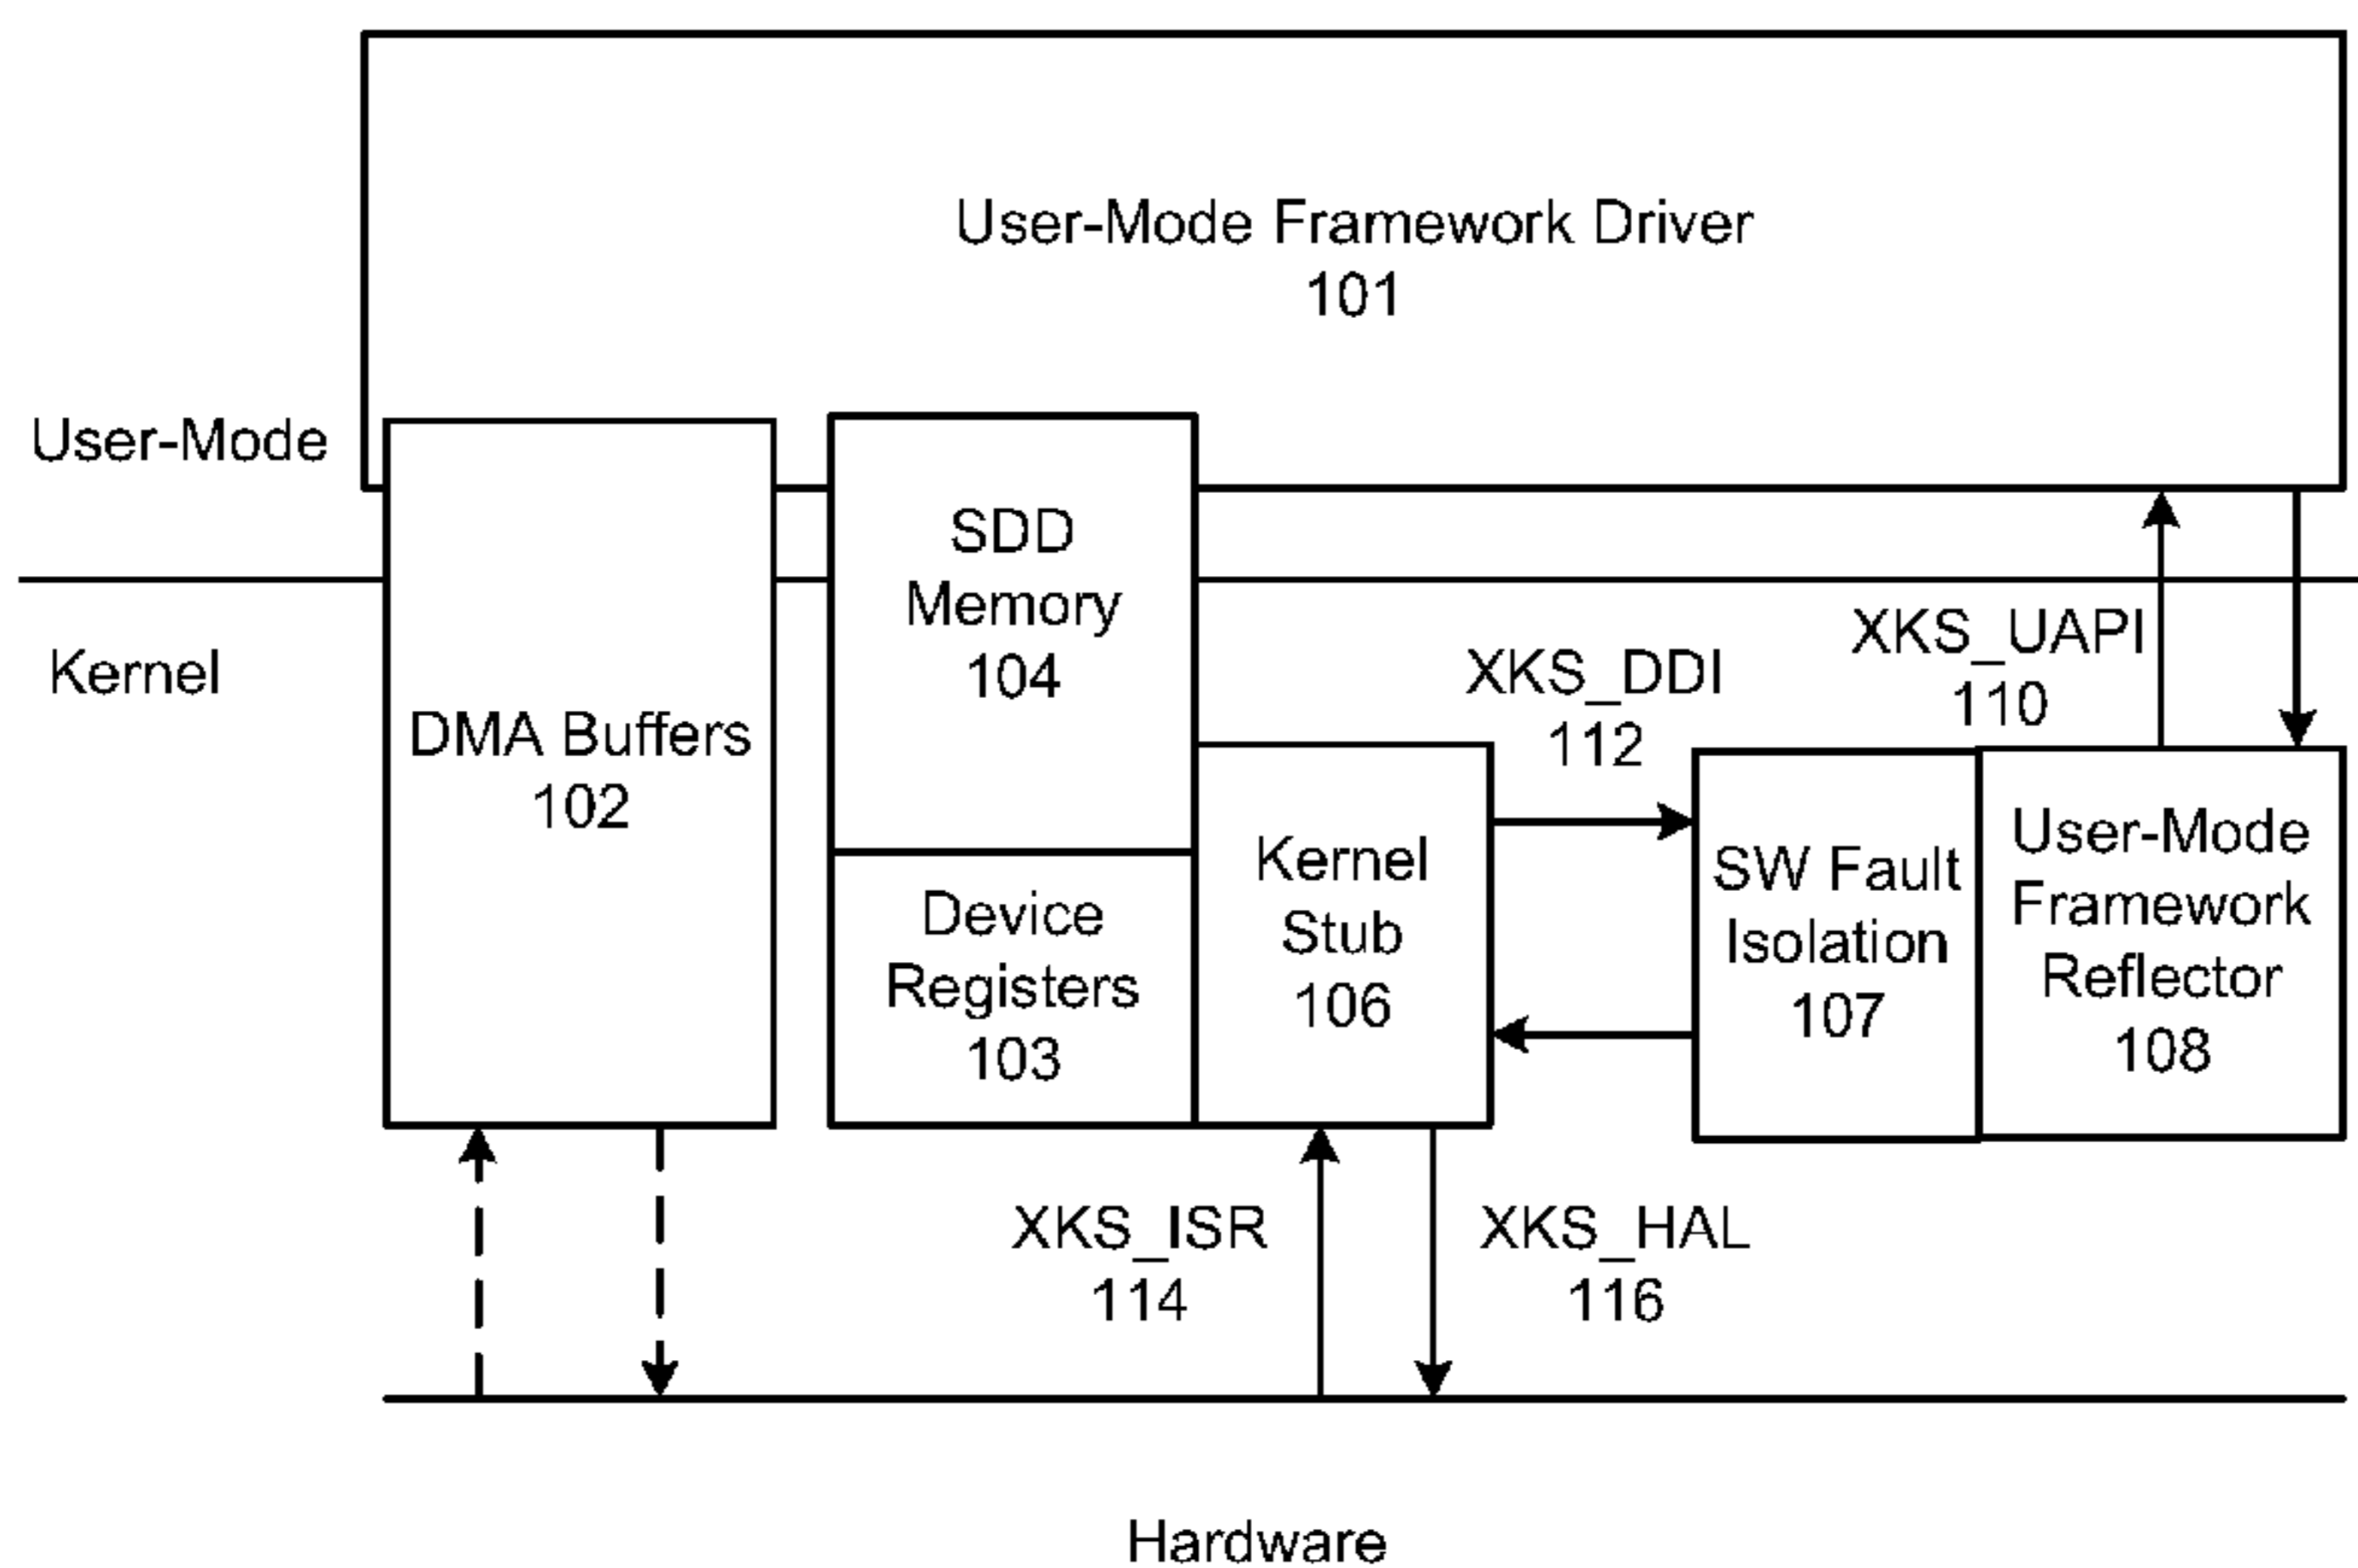 User-Mode Framework Driver
101
User-Mode
Kernel
DMA Buffers
102
SDD
Memory
104
Device
Registers
103
Kernel
Stub
106
XKS_DDI
112
XKS_UAPI
110
SW Fault
Isolation
107
User-Mode
Framework
Reflector
108
XKS_ISR
114
XKS_HAL
116
Hardware